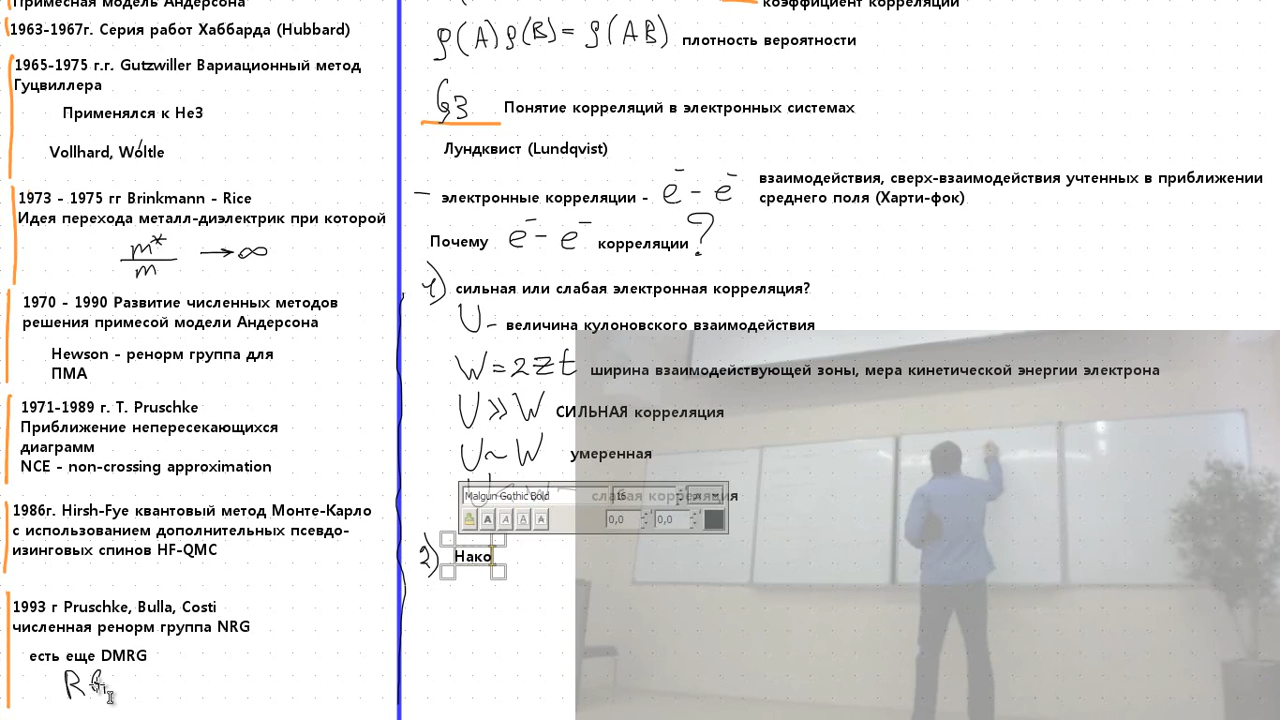 Примесная модель Андерсона
1963-1967г. Серия работ Хаббарда (Hubbard)
1965-1975 г.г. Gutzwiller Вариационный метод
Гуцвиллера
Применялся к He3
Vollhard, Woltle
1973 - 1975 гг Brinkmann - Rice
Идея перехода металл-диэлектрик при которой
m*/m → ∞
1970 - 1990 Развитие численных методов
решения примесой модели Андерсона
Hewson - ренорм группа для
ПМА
1971-1989 г. T. Pruschke
Приближение непересекающихся
диаграмм
NCE - non-crossing approximation
1986г. Hirsh-Fye квантовый метод Монте-Карло
с использованием дополнительных псевдо-
изинговых спинов HF-QMC
1993 г Pruschke, Bulla, Costi
численная ренорм группа NRG
есть еще DMRG
коэффициент корреляции
ρ(A)ρ(B) = ρ(AB) плотность вероятности
§3 Понятие корреляций в электронных системах
Лундквист (Lundqvist)
— электронные корреляции - e⁻ - e⁻ взаимодействия, сверх-взаимодействия учтенных в приближении
среднего поля (Харти-фок)
Почему e⁻ - e⁻ корреляции ?
1) сильная или слабая электронная корреляция?
U - величина кулоновского взаимодействия
W = 2zt ширина взаимодействующей зоны, мера кинетической энергии электрона
U ≫ W СИЛЬНАЯ корреляция
U ~ W умеренная
слабая корреляция
Malgun Gothic Bold 16
A A A A 0,0 0,0
2) Нако